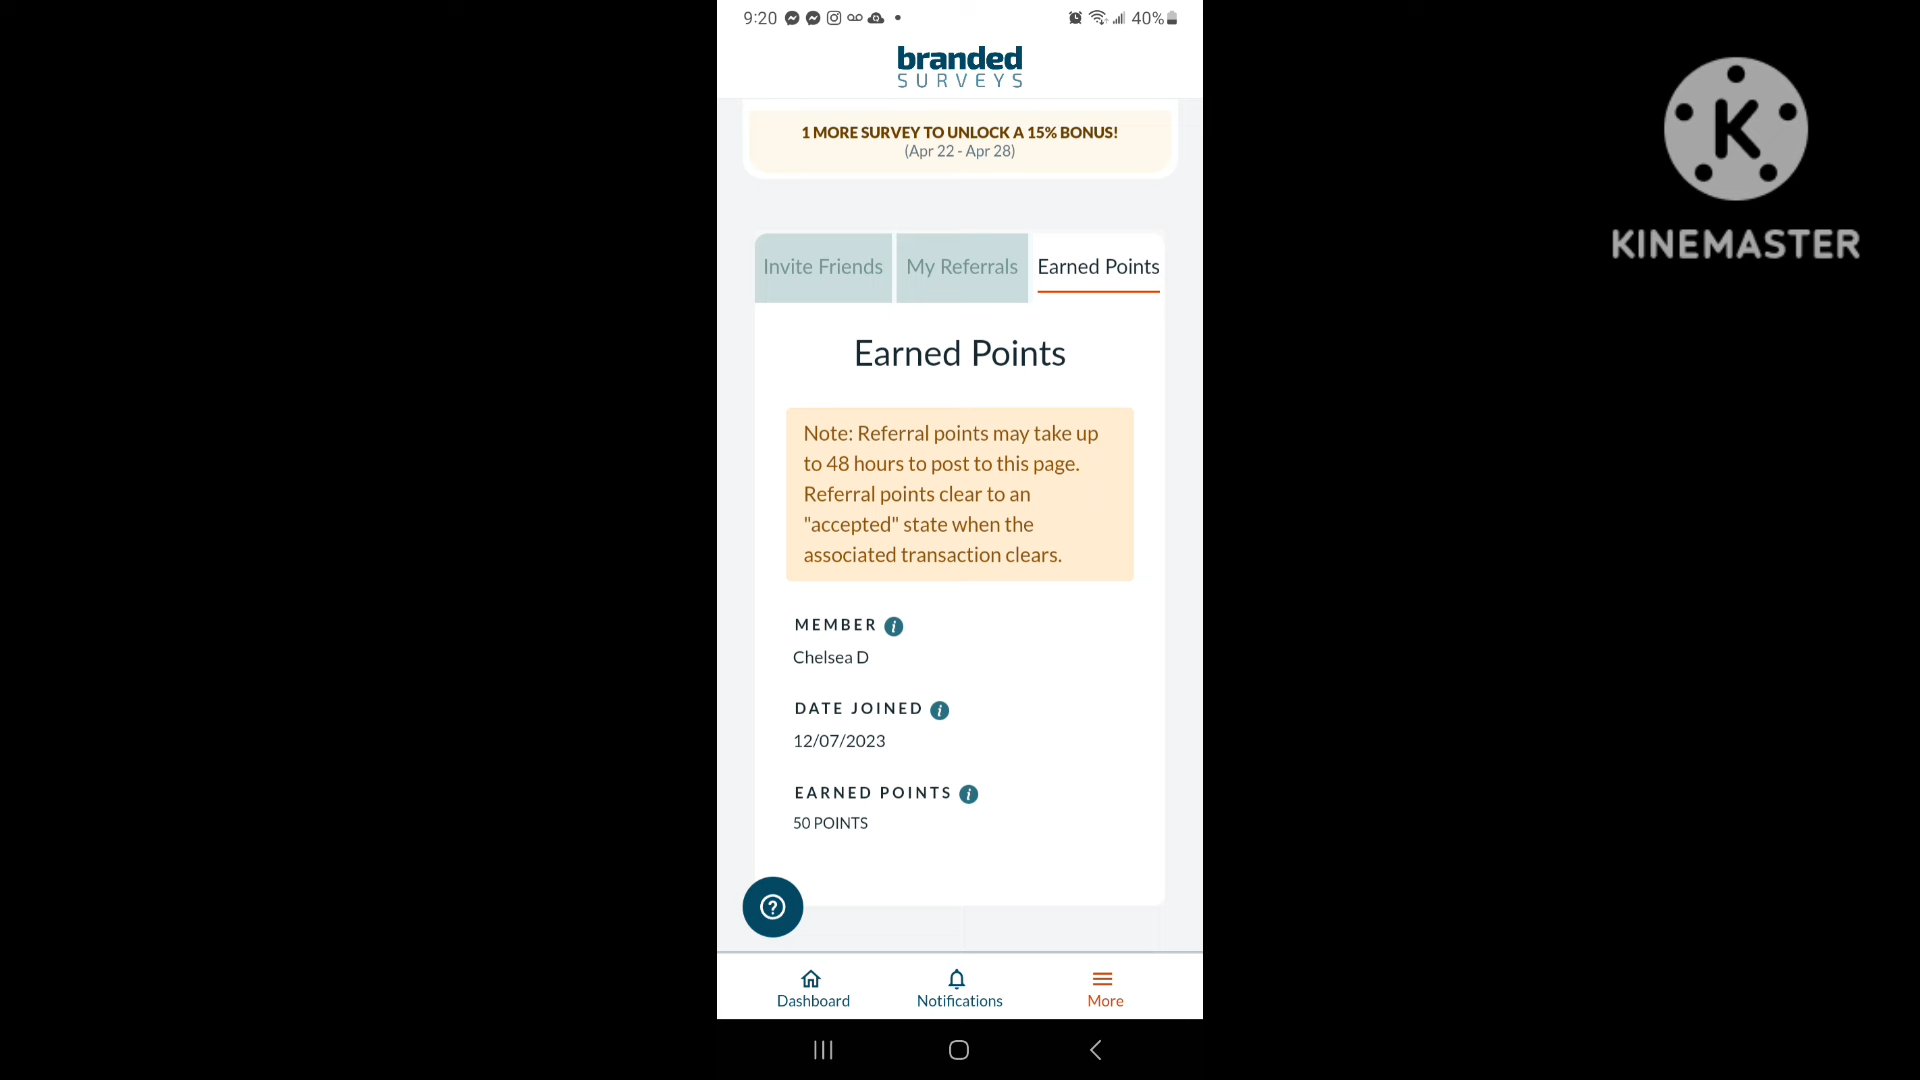 9:20
40%
branded
SURVEYS
1 MORE SURVEY TO UNLOCK A 15% BONUS!
(Apr 22 - Apr 28)
Invite Friends
My Referrals
Earned Points
Earned Points
Note: Referral points may take up
to 48 hours to post to this page.
Referral points clear to an
"accepted" state when the
associated transaction clears.
MEMBER i
Chelsea D
DATE JOINED i
12/07/2023
EARNED POINTS i
50 POINTS
?
Dashboard
Notifications
More
K
KINEMASTER